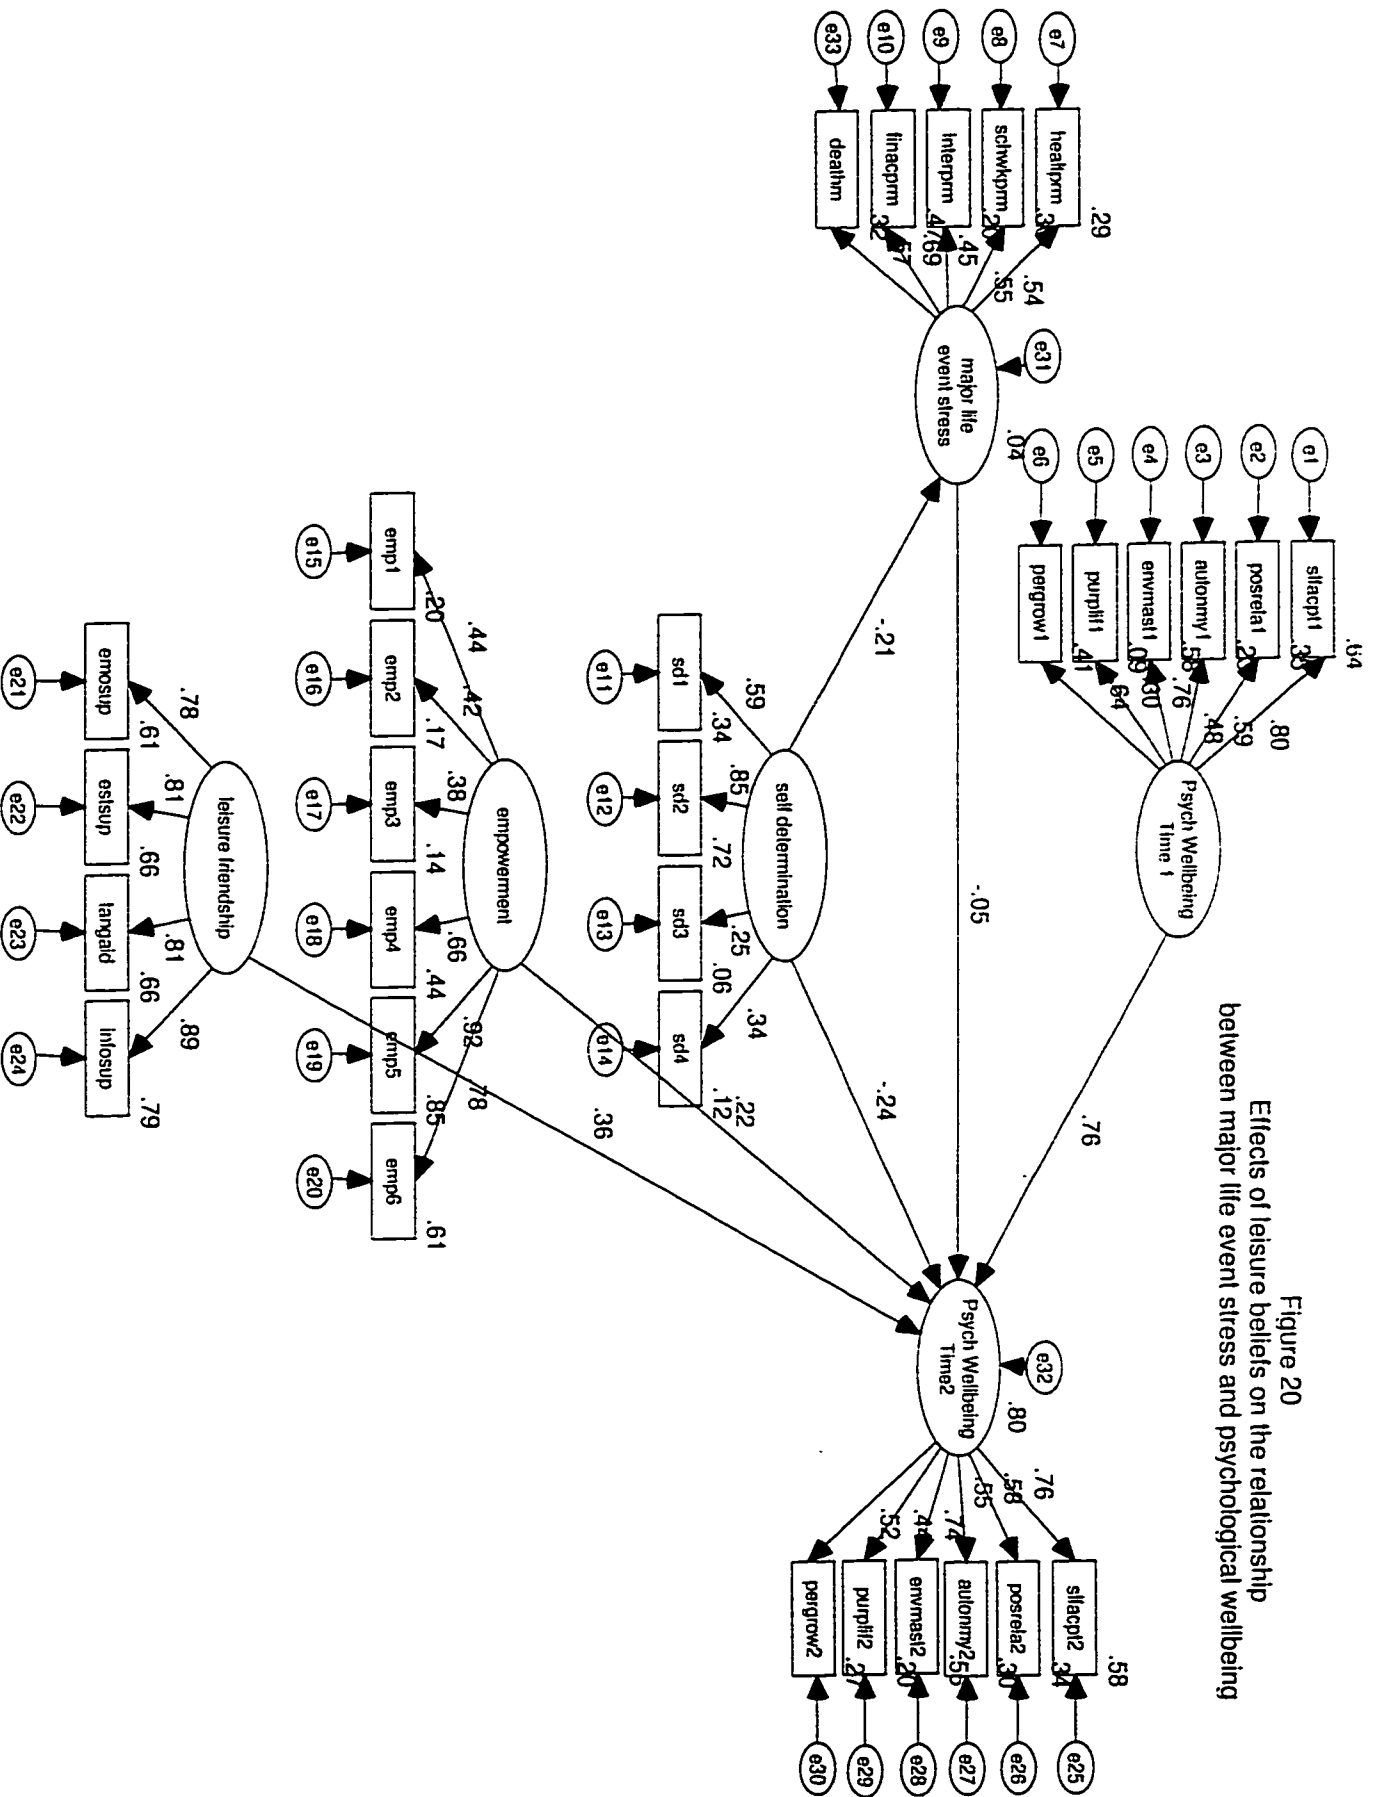 Figure 20
Effects of leisure beliefs on the relationship
between major life event stress and psychological wellbeing
e1
slfacpt1
.64
e2
posrela1
e3
autonmy1
.58
e4
envmast1
.09
e5
purplif1
.41
e6
pergrow1
.80
.59
.48
.76
.30
.64
Psych Wellbeing
Time 1
.76
e7
healtprm
.29
e8
schwkprm
e9
Interprm
.47
e10
finacprm
.32
e33
deathm
.54
.55
.45
.69
.57
e31
major life
event stress
.04
-.21
-.05
e32
Psych Wellbeing
Time2
.80
.76
.58
.55
.74
.52
slfacpt2
.58
e25
posrela2
.34
e26
autonmy2
.30
e27
envmast2
.55
e28
purplif2
.20
e29
pergrow2
.27
e30
self determination
-.24
.59
.85
.25
.34
sd1
.34
sd2
.72
sd3
.06
sd4
.12
e11
e12
e13
e14
.22
empowerment
.44
.42
.38
.66
.92
.78
emp1
.20
emp2
.17
emp3
.14
emp4
.44
emp5
.85
emp6
.61
e15
e16
e17
e18
e19
e20
.36
leisure friendship
.78
.81
.81
.89
emosup
.61
estsup
.66
tangaid
.66
infosup
.79
e21
e22
e23
e24